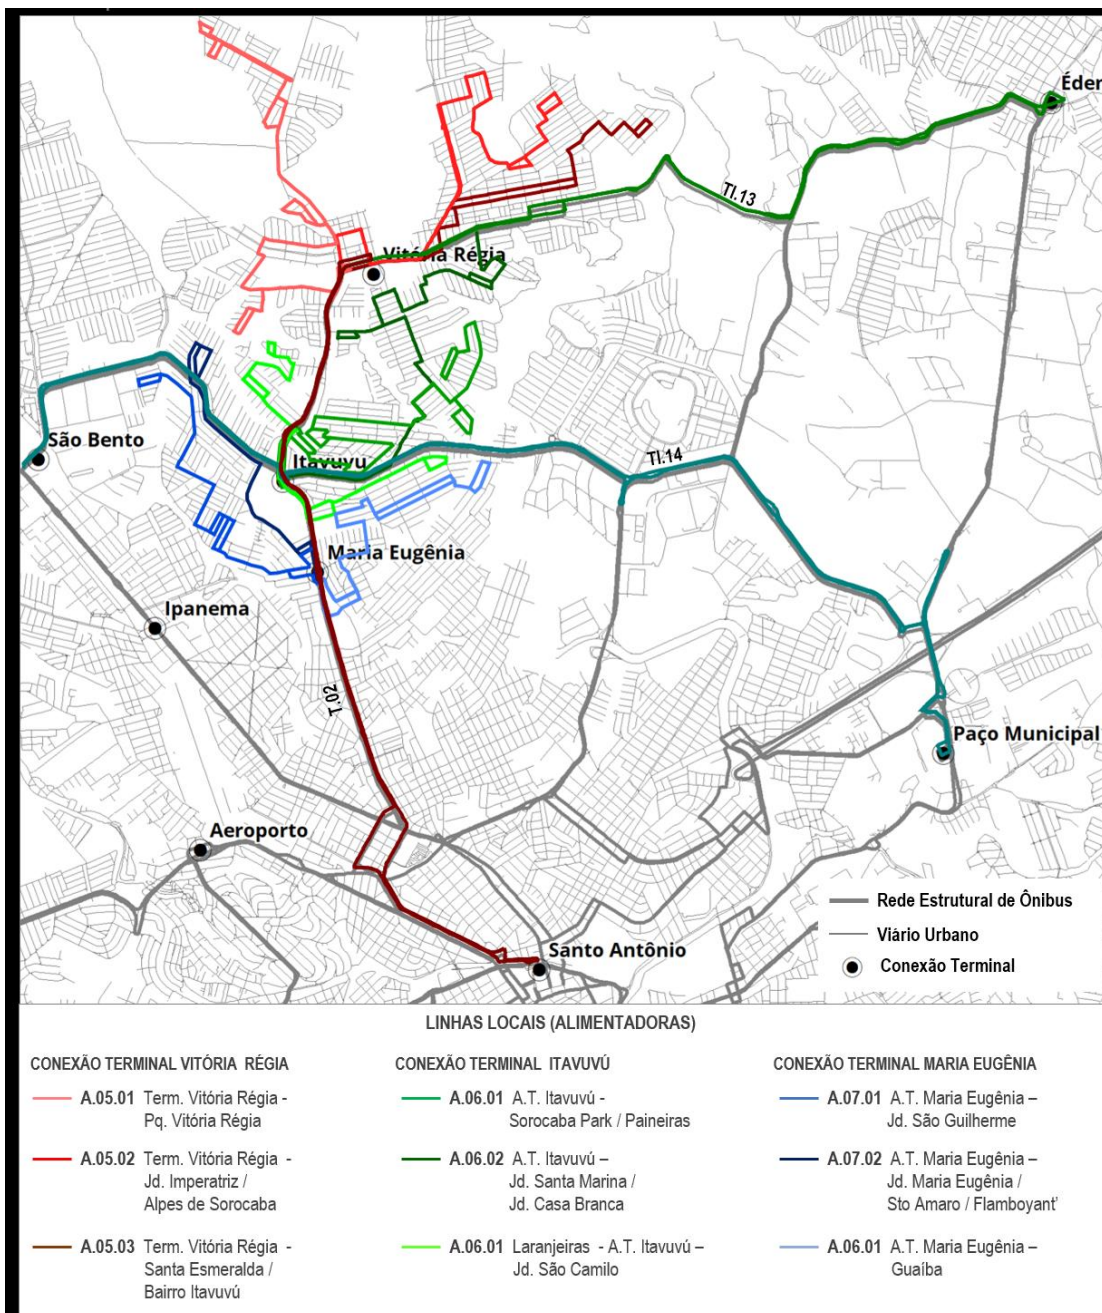 Éder
TI.13
Vitória Régia
São Bento
Itavuvu
TI.14
Maria Eugênia
Ipanema
T.02
Paço Municipal
Aeroporto
Santo Antônio
Rede Estrutural de Ônibus
Viário Urbano
Conexão Terminal
LINHAS LOCAIS (ALIMENTADORAS)
CONEXÃO TERMINAL VITÓRIA RÉGIA
A.05.01 Term. Vitória Régia -
Pq. Vitória Régia
A.05.02 Term. Vitória Régia -
Jd. Imperatriz /
Alpes de Sorocaba
A.05.03 Term. Vitória Régia -
Santa Esmeralda /
Bairro Itavuvú
CONEXÃO TERMINAL ITAVUVÚ
A.06.01 A.T. Itavuvú -
Sorocaba Park / Paineiras
A.06.02 A.T. Itavuvú –
Jd. Santa Marina /
Jd. Casa Branca
A.06.01 Laranjeiras - A.T. Itavuvú –
Jd. São Camilo
CONEXÃO TERMINAL MARIA EUGÊNIA
A.07.01 A.T. Maria Eugênia –
Jd. São Guilherme
A.07.02 A.T. Maria Eugênia –
Jd. Maria Eugênia /
Sto Amaro / Flamboyant'
A.06.01 A.T. Maria Eugênia –
Guaíba